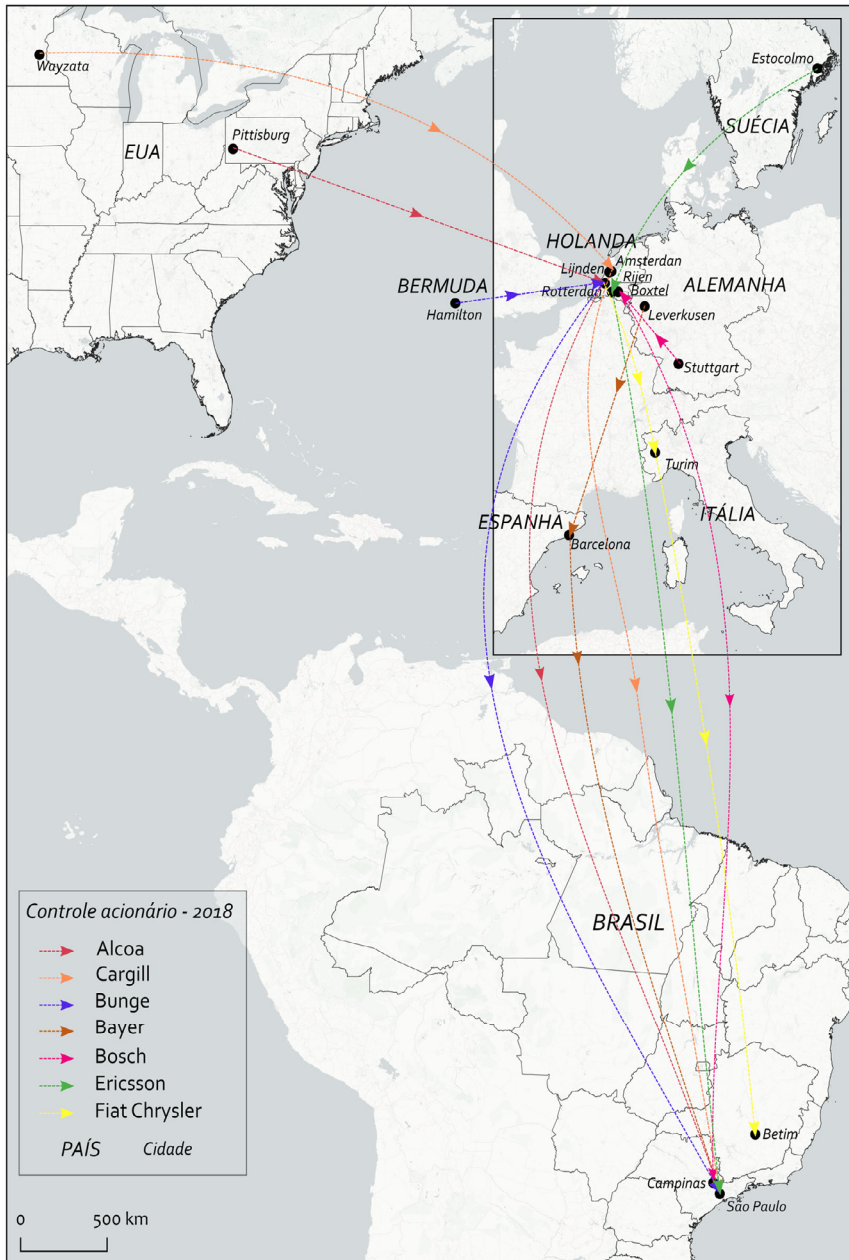 Wayzata
Pittisburg
EUA
Estocolmo
SUÉCIA
HOLANDA
Amsterdan
Lijnden
Rijen
Rotterdan
Boxtel
ALEMANHA
BERMUDA
Hamilton
Leverkusen
Stuttgart
Turim
ITÁLIA
ESPANHA
Barcelona
BRASIL
Betim
Campinas
São Paulo
Controle acionário - 2018
Alcoa
Cargill
Bunge
Bayer
Bosch
Ericsson
Fiat Chrysler
PAÍS Cidade
0 500 km